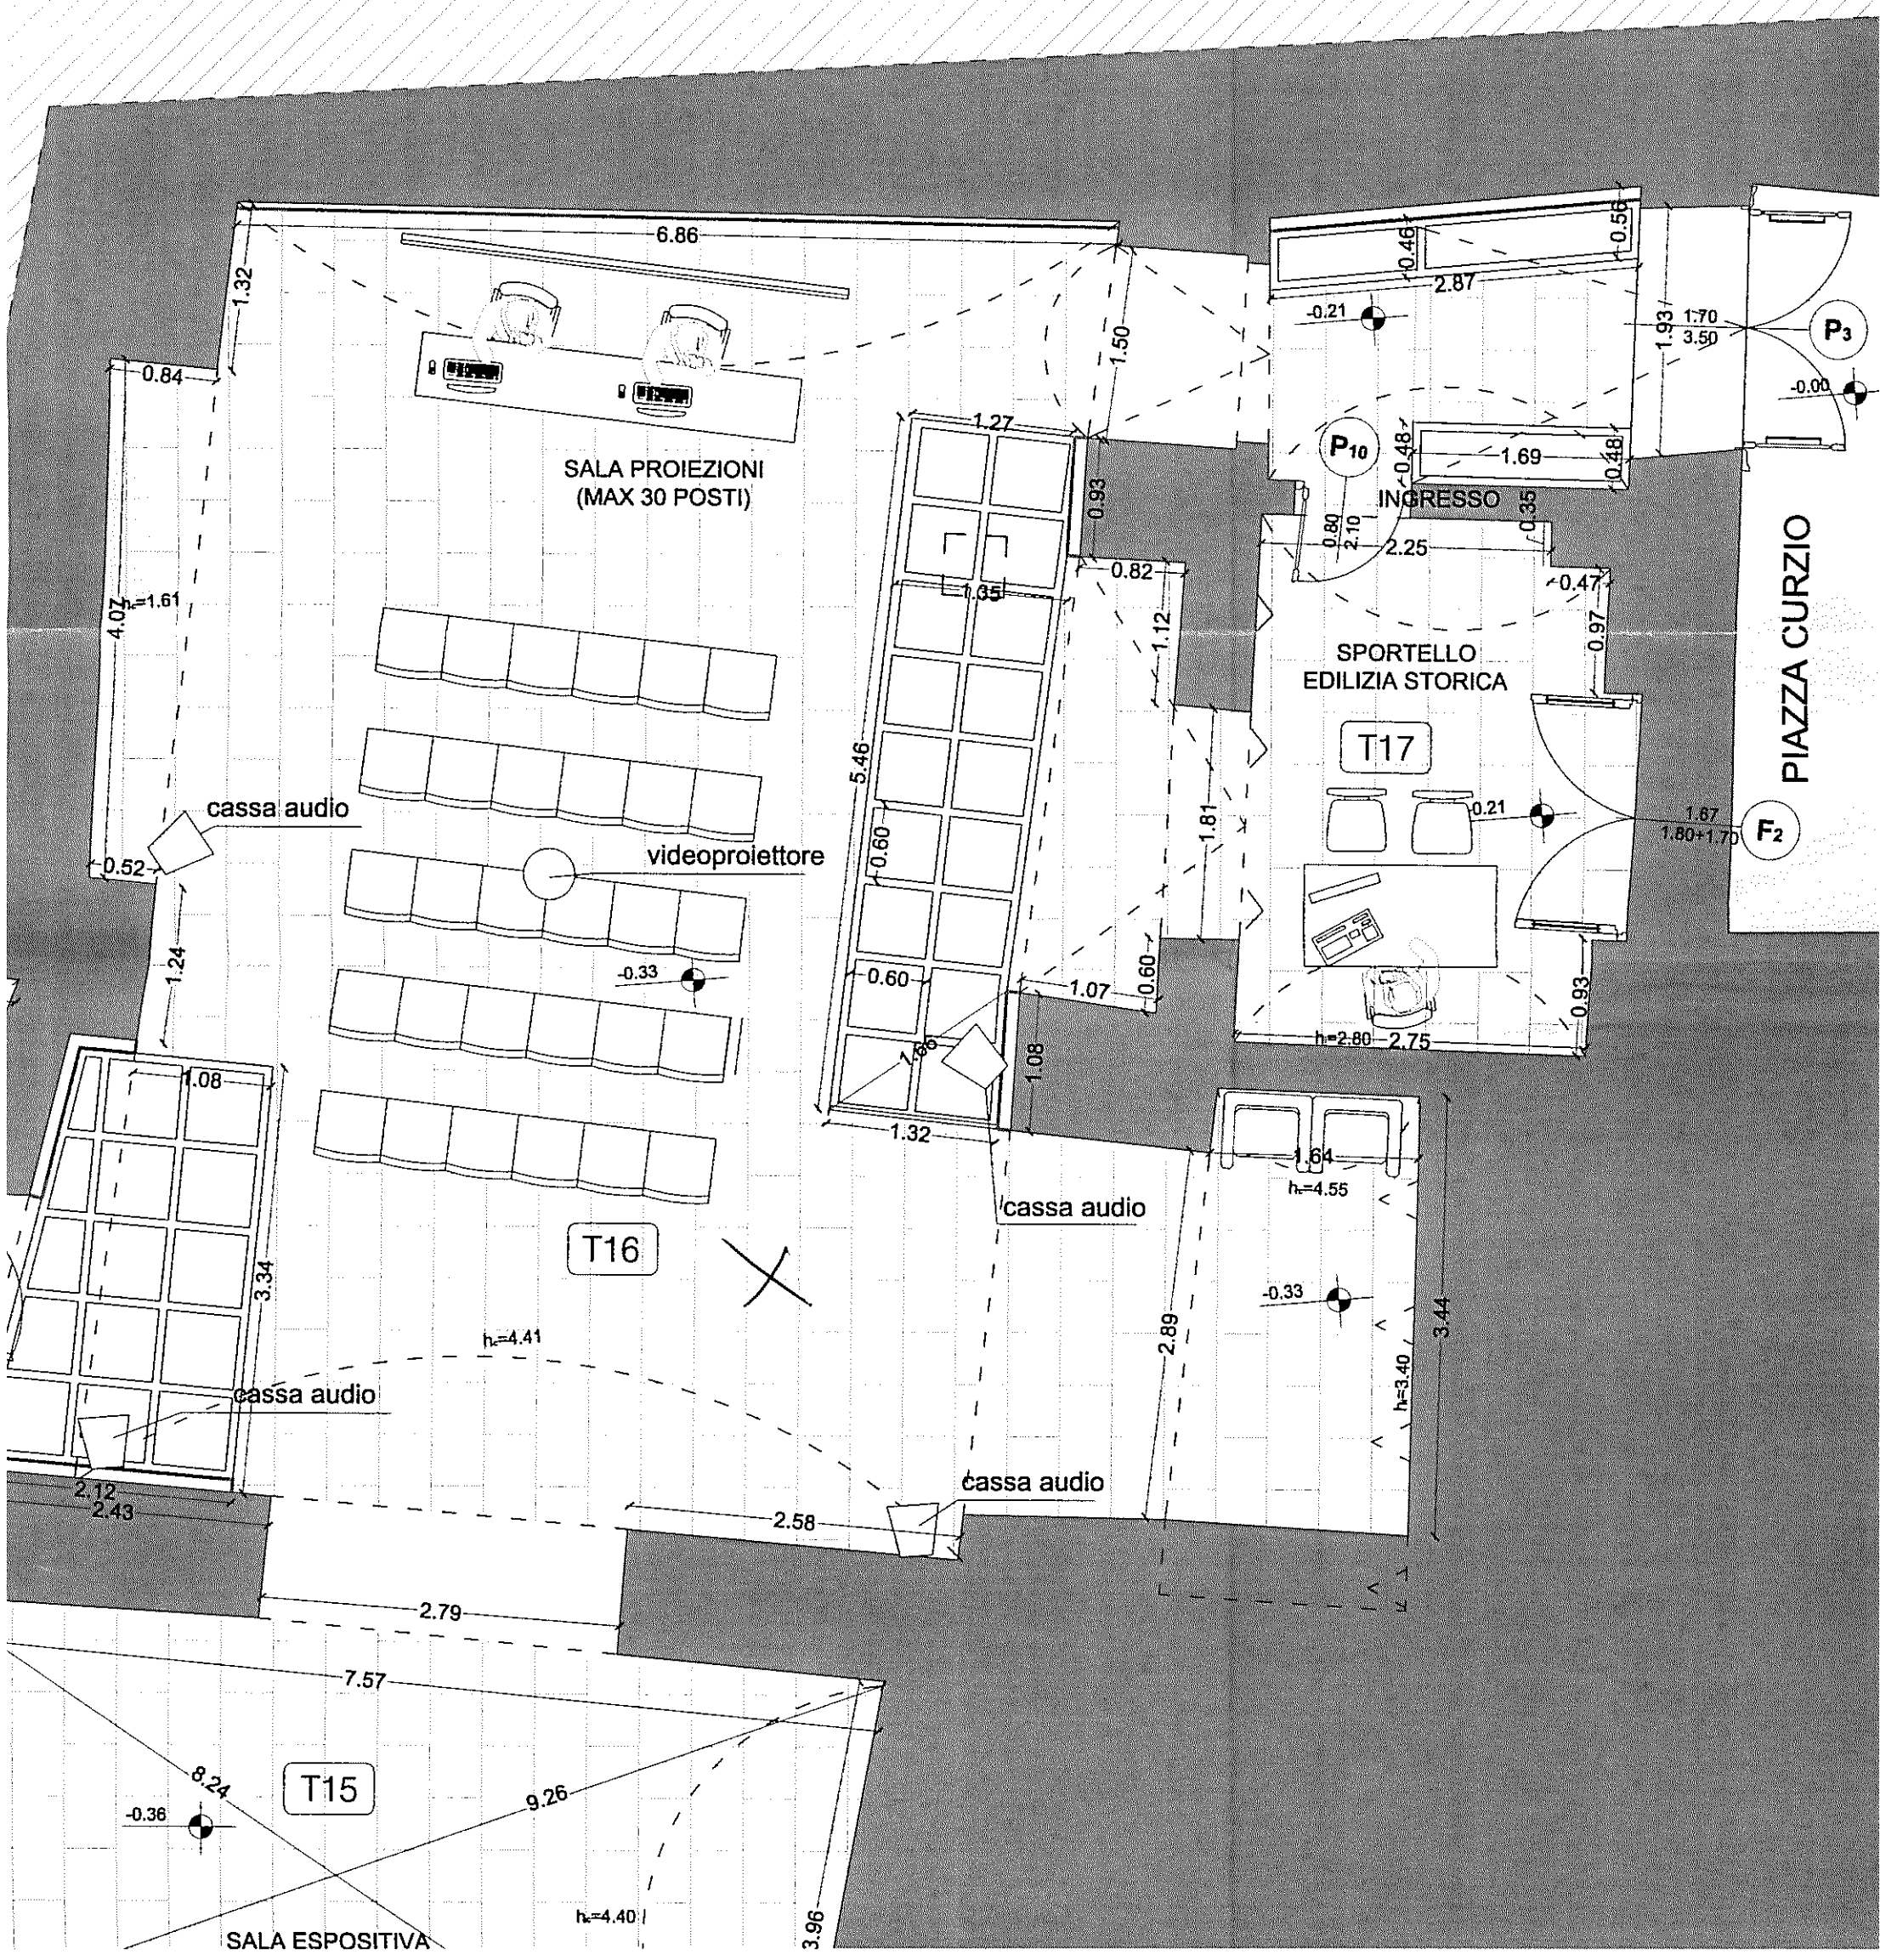 6.86
0.56
0.46
2.87
1.32
-0.21
1.93
1.70
3.50
P3
1.50
0.84
-0.00
1.27
P10
0.48
1.69
0.48
SALA PROIEZIONI
(MAX 30 POSTI)
0.93
INGRESSO
0.35
0.80
2.10
2.25
0.82
0.47
1.35
4.07
=1.61
1.12
0.97
SPORTELLO
EDILIZIA STORICA
PIAZZA CURZIO
T17
5.46
cassa audio
1.81
-0.21
1.67
1.80+1.70
F2
0.60
videoproiettore
0.52
1.24
-0.33
0.60
1.07
0.60
0.93
h=2.80
2.75
1.66
1.08
1.08
1.32
1.64
h=4.55
cassa audio
T16
3.34
-0.33
2.89
3.44
h=4.41
h=3.40
cassa audio
cassa audio
2.12
2.43
2.58
2.79
7.57
8.24
T15
9.26
-0.36
h=4.40
3.96
SALA ESPOSITIVA